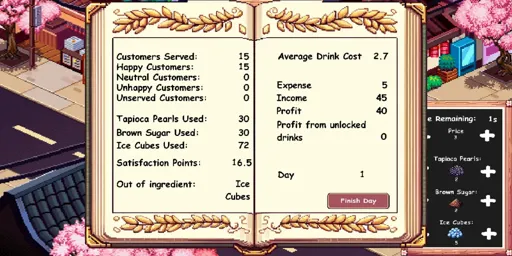 Customers Served: 15
Happy Customers: 15
Neutral Customers: 0
Unhappy Customers: 0
Unserved Customers: 0
Tapioca Pearls Used: 30
Brown Sugar Used: 30
Ice Cubes Used: 72
Satisfaction Points: 16.5
Out of ingredient: Ice
Cubes
Average Drink Cost 2.7
Expense 5
Income 45
Profit 40
Profit from unlocked
drinks 0
Day 1
Finish Day
e Remaining: 1s
Price
Tapioca Pearls:
Brown Sugar:
Ice Cubes: